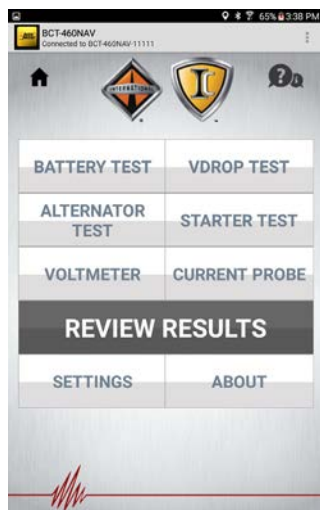 65% 3:38 PM
BCT-460NAV
Connected to BCT-460NAV-11111
INTERNATIONAL
I
BATTERY TEST
VDROP TEST
ALTERNATOR
TEST
STARTER TEST
VOLTMETER
CURRENT PROBE
REVIEW RESULTS
SETTINGS
ABOUT